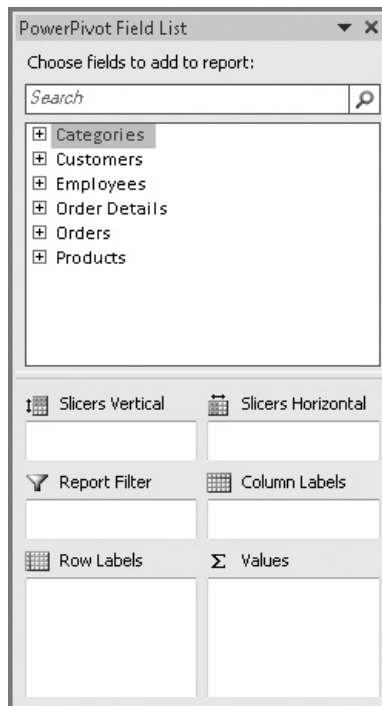 PowerPivot Field List
Choose fields to add to report:
Search
Categories
Customers
Employees
Order Details
Orders
Products
Slicers Vertical
Slicers Horizontal
Report Filter
Column Labels
Row Labels
Σ Values